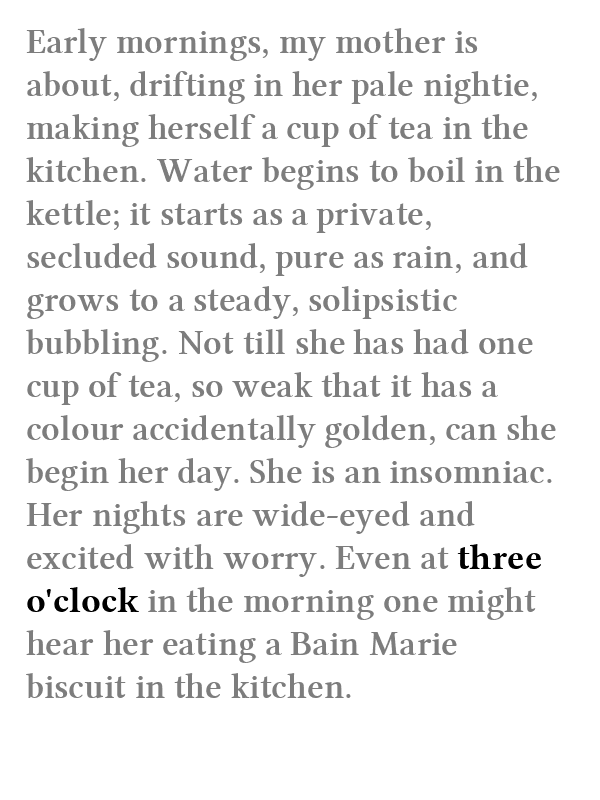 Early mornings, my mother is
about, drifting in her pale nightie,
making herself a cup of tea in the
kitchen. Water begins to boil in the
kettle; it starts as a private,
secluded sound, pure as rain, and
grows to a steady, solipsistic
bubbling. Not till she has had one
cup of tea, so weak that it has a
colour accidentally golden, can she
begin her day. She is an insomniac.
Her nights are wide-eyed and
excited with worry. Even at three
o'clock in the morning one might
hear her eating a Bain Marie
biscuit in the kitchen.